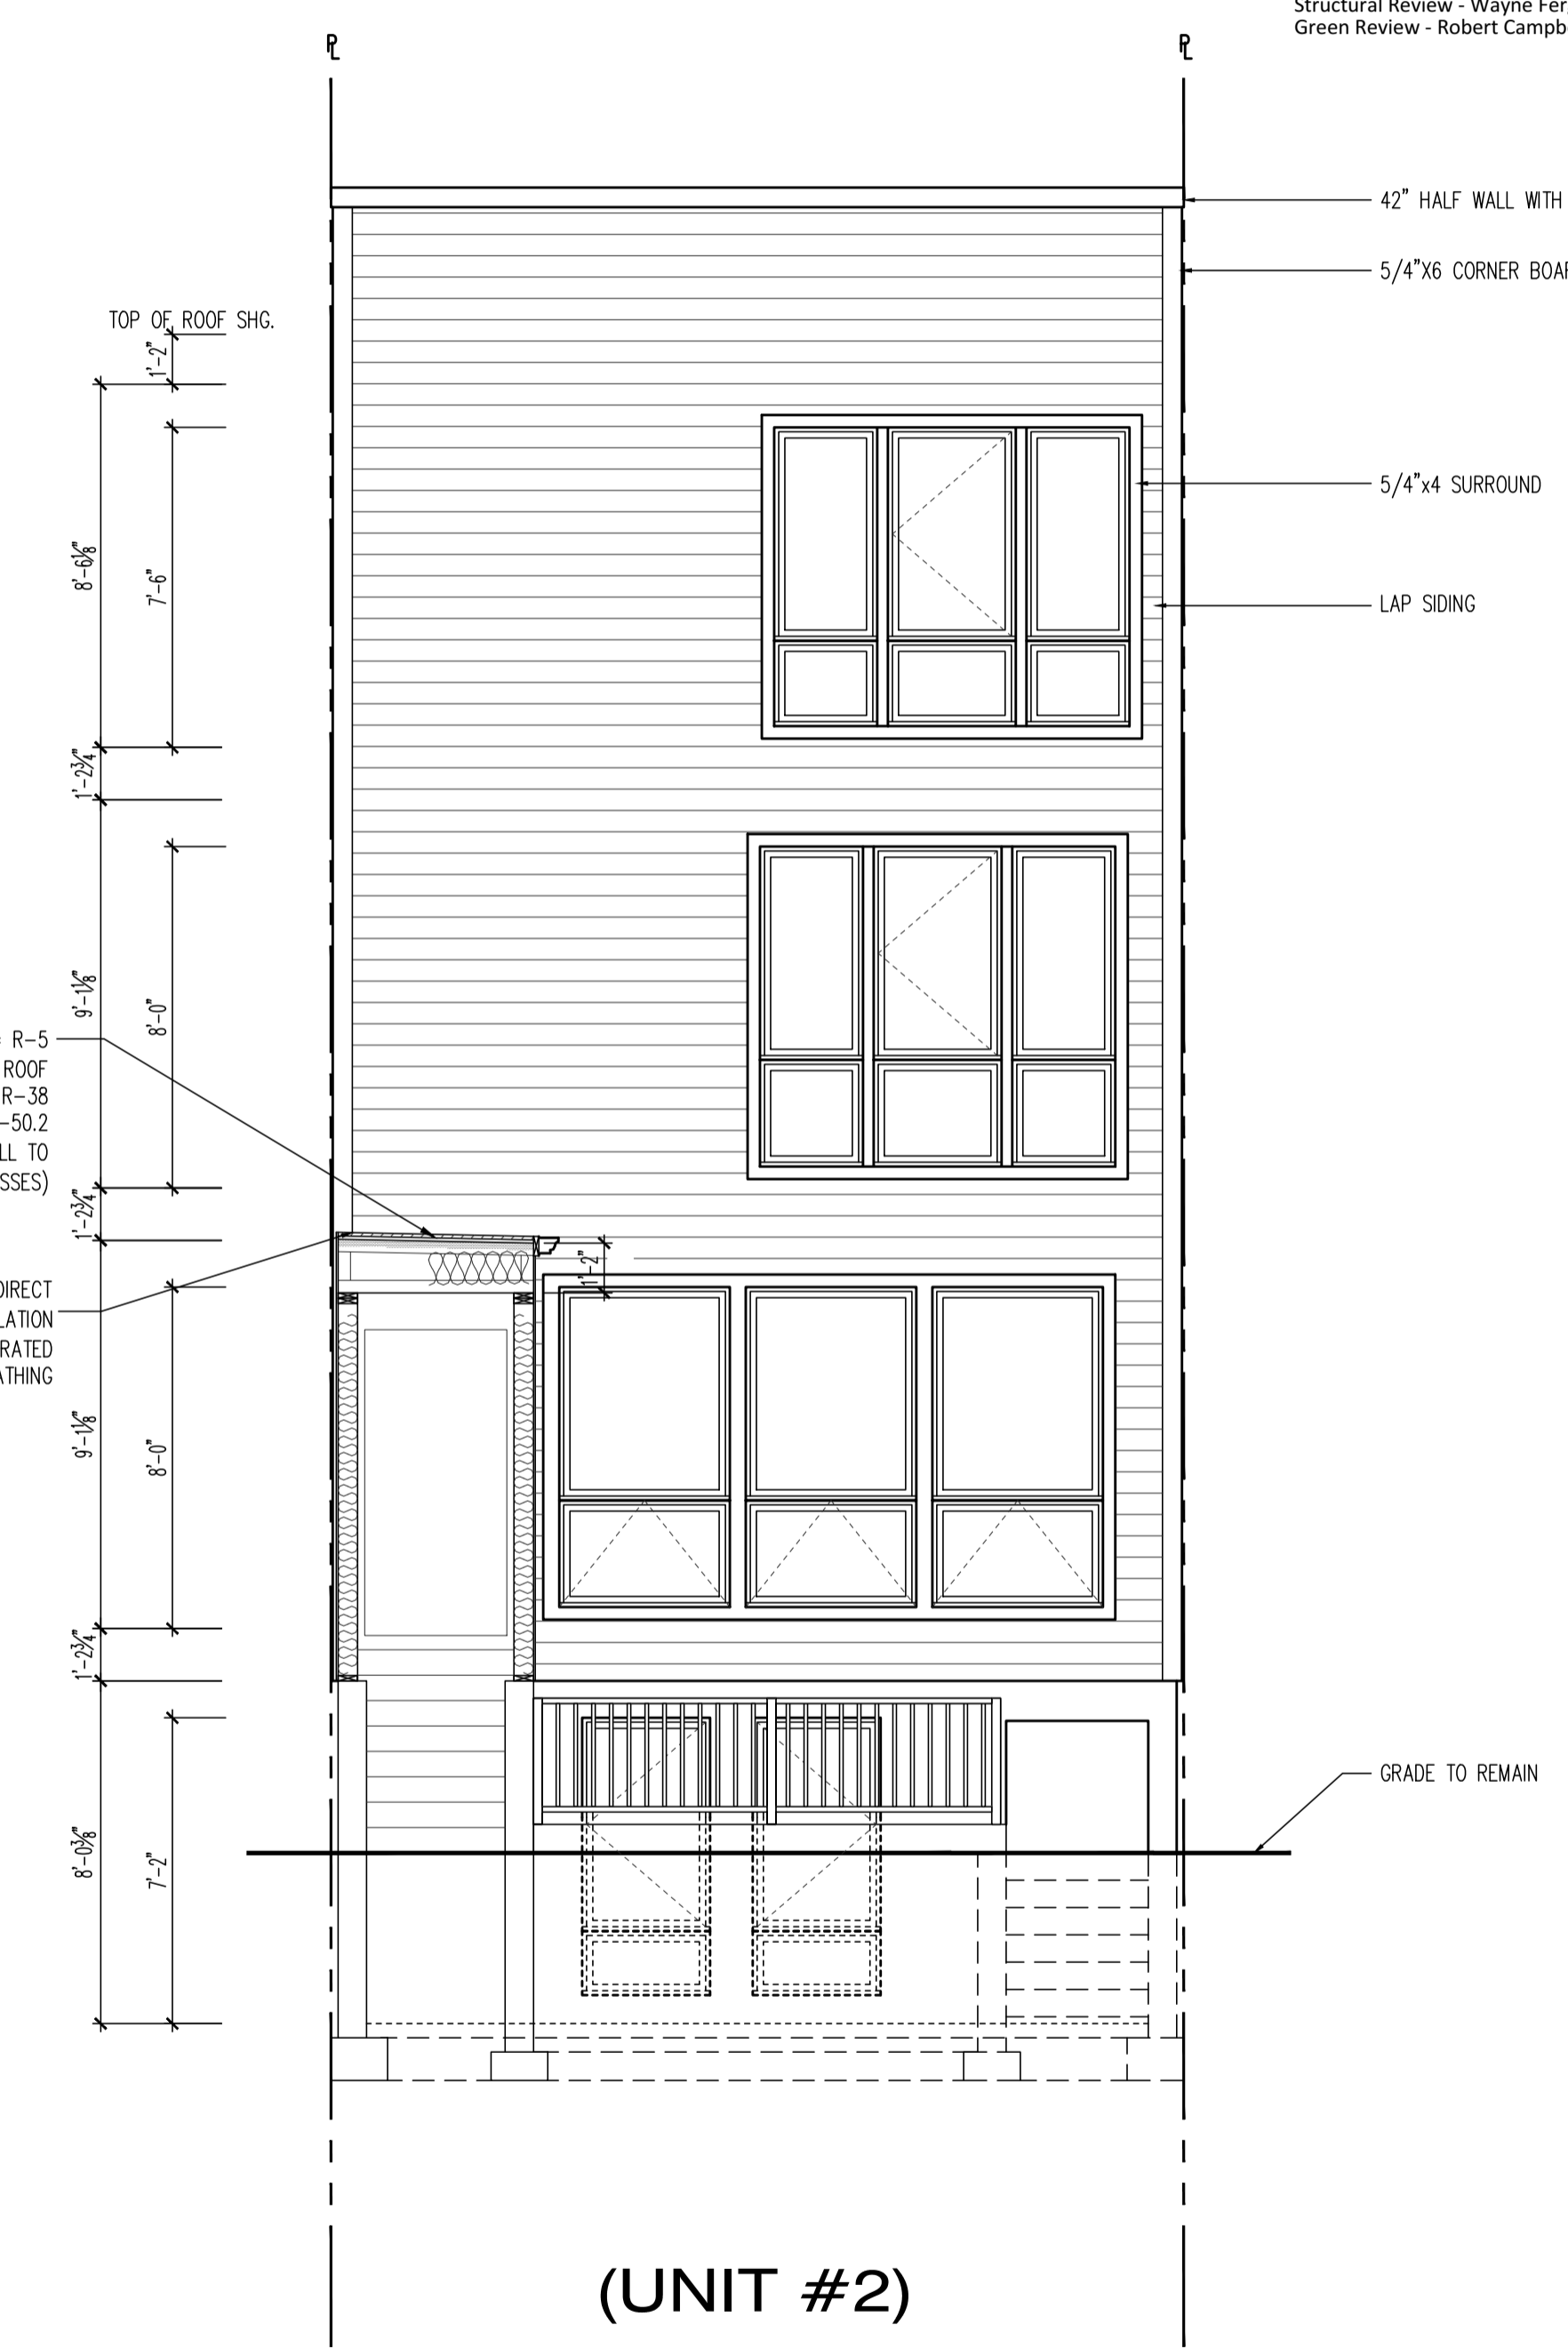 Structural Review - Wayne Fer
Green Review - Robert Campb
PL
PL
42" HALF WALL WITH
5/4"X6 CORNER BOAR
TOP OF ROOF SHG.
1'-2"
5/4"x4 SURROUND
8'-6⅛"
7'-6"
LAP SIDING
1'-2¾"
9'-1⅛"
8'-0"
R-5
ROOF
R-38
-50.2
LL TO
SSES)
1'-2¾"
1'-2"
DIRECT
LATION
RATED
ATHING
9'-1⅛"
8'-0"
1'-2¾"
GRADE TO REMAIN
8'-0⅜"
7'-2"
(UNIT #2)